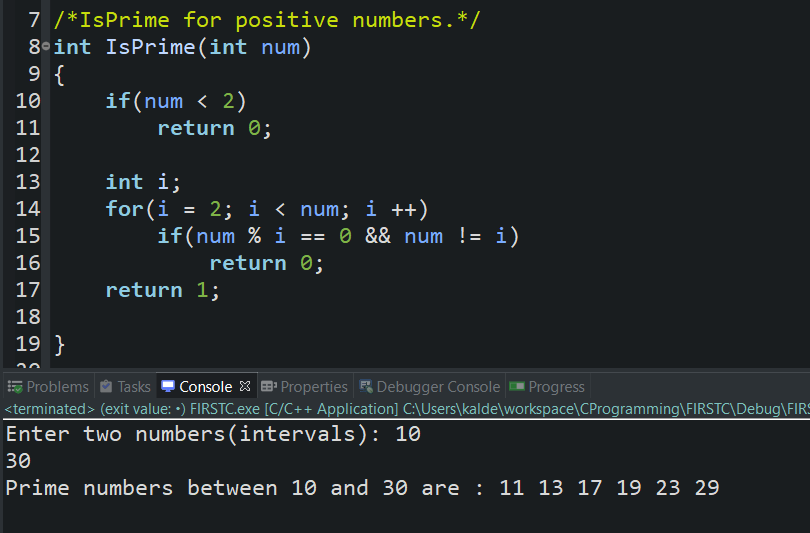 7 /*IsPrime for positive numbers.*/
8 int IsPrime(int num)
9 {
10 if(num < 2)
11 return 0;
12
13 int i;
14 for(i = 2; i < num; i ++)
15 if(num % i == 0 && num != i)
16 return 0;
17 return 1;
18
19 }
Problems Tasks Console Properties Debugger Console Progress
<terminated> (exit value: •) FIRSTC.exe [C/C++ Application] C:\Users\kalde\workspace\CProgramming\FIRSTC\Debug\FIRS
Enter two numbers(intervals): 10
30
Prime numbers between 10 and 30 are : 11 13 17 19 23 29